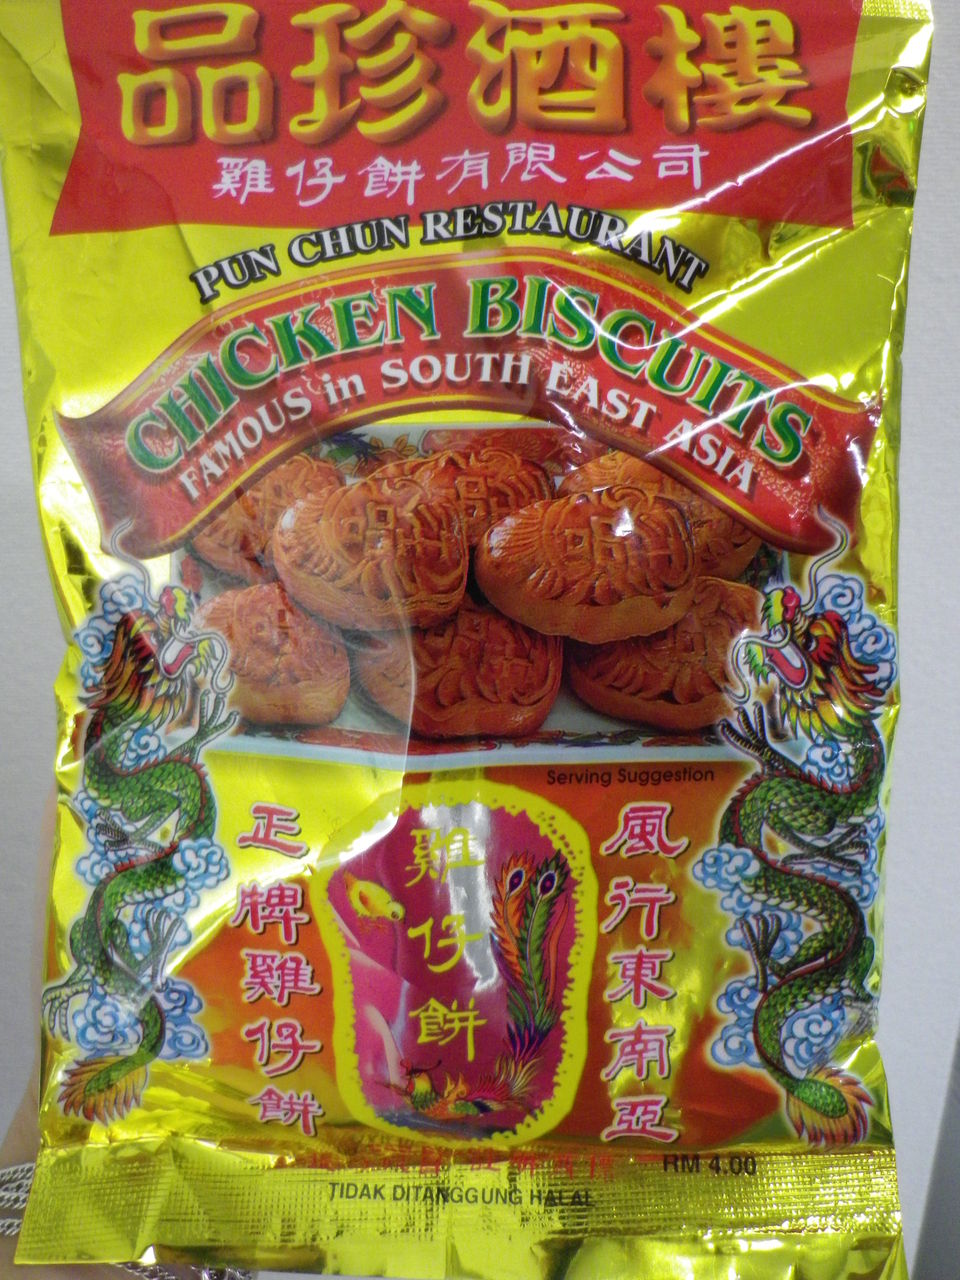 品珍酒樓
雞仔餅有限公司
PUN CHUN RESTAURANT
CHICKEN BISCUITS
FAMOUS in SOUTH EAST ASIA
Serving Suggestion
正牌雞仔餅
雞仔餅
風行東南亞
RM 4.00
TIDAK DITANGGUNG HALAL